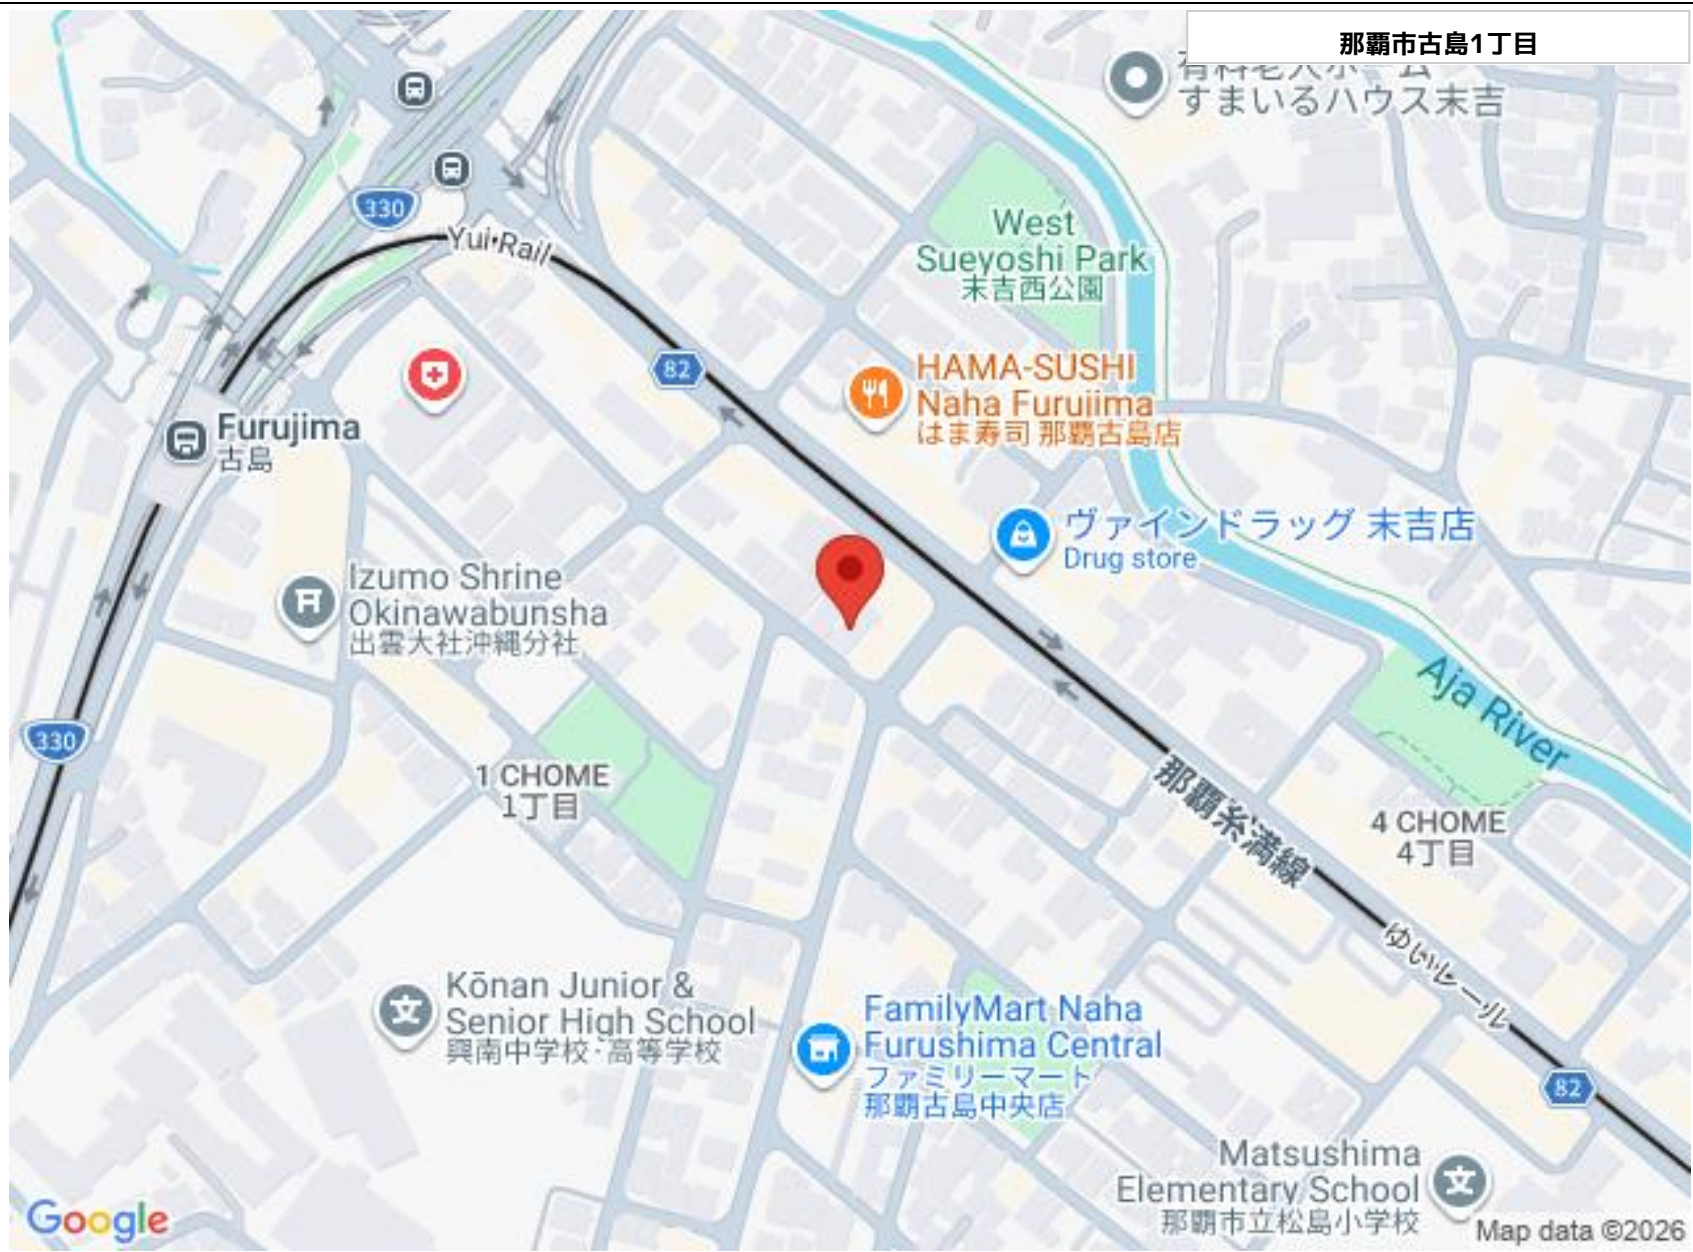 那覇市古島1丁目
有料老人ホーム
すまいるハウス末吉
330
Yui Rail
West
Sueyoshi Park
末吉西公園
82
HAMA-SUSHI
Naha Furujima
はま寿司 那覇古島店
Furujima
古島
ヴァインドラッグ 末吉店
Drug store
Izumo Shrine
Okinawabunsha
出雲大社沖縄分社
Aja River
330
1 CHOME
1丁目
那覇糸満線
4 CHOME
4丁目
ゆいレール
Kōnan Junior &
Senior High School
興南中学校・高等学校
FamilyMart Naha
Furushima Central
ファミリーマート
那覇古島中央店
82
Matsushima
Elementary School
那覇市立松島小学校
Google
Map data ©2026